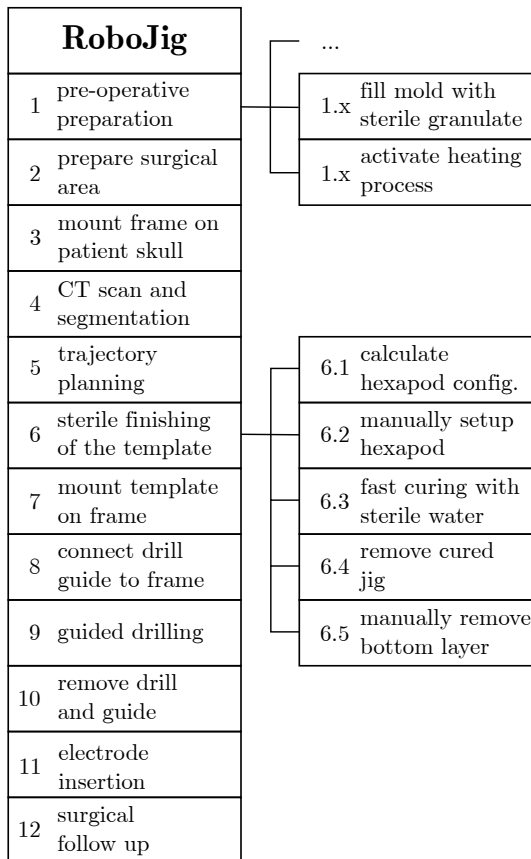 RoboJig
1 pre-operative
preparation
2 prepare surgical
area
3 mount frame on
patient skull
4 CT scan and
segmentation
5 trajectory
planning
6 sterile finishing
of the template
7 mount template
on frame
8 connect drill
guide to frame
9 guided drilling
10 remove drill
and guide
11 electrode
insertion
12 surgical
follow up
...
1.x fill mold with
sterile granulate
1.x activate heating
process
6.1 calculate
hexapod config.
6.2 manually setup
hexapod
6.3 fast curing with
sterile water
6.4 remove cured
jig
6.5 manually remove
bottom layer